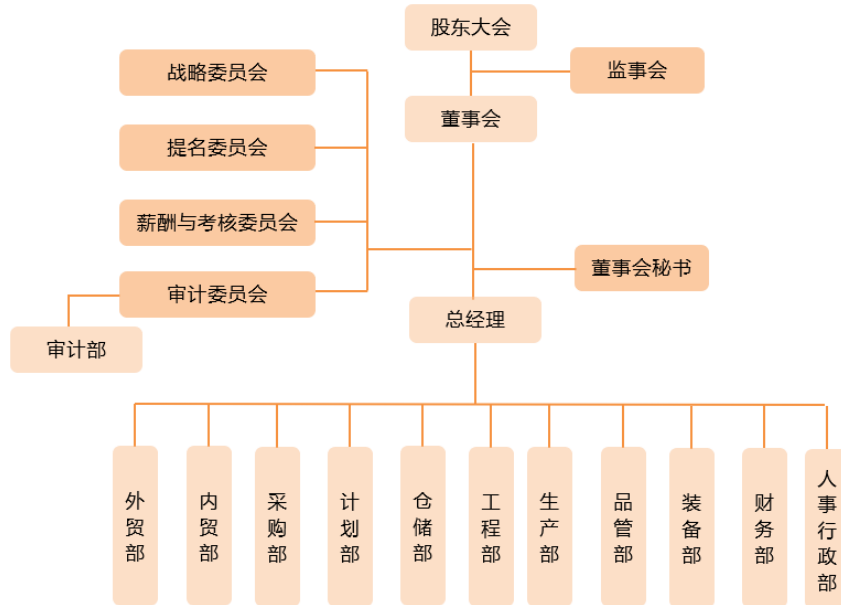 股东大会
战略委员会
监事会
董事会
提名委员会
薪酬与考核委员会
董事会秘书
审计委员会
总经理
审计部
外贸部
内贸部
采购部
计划部
仓储部
工程部
生产部
品管部
装备部
财务部
人事行政部